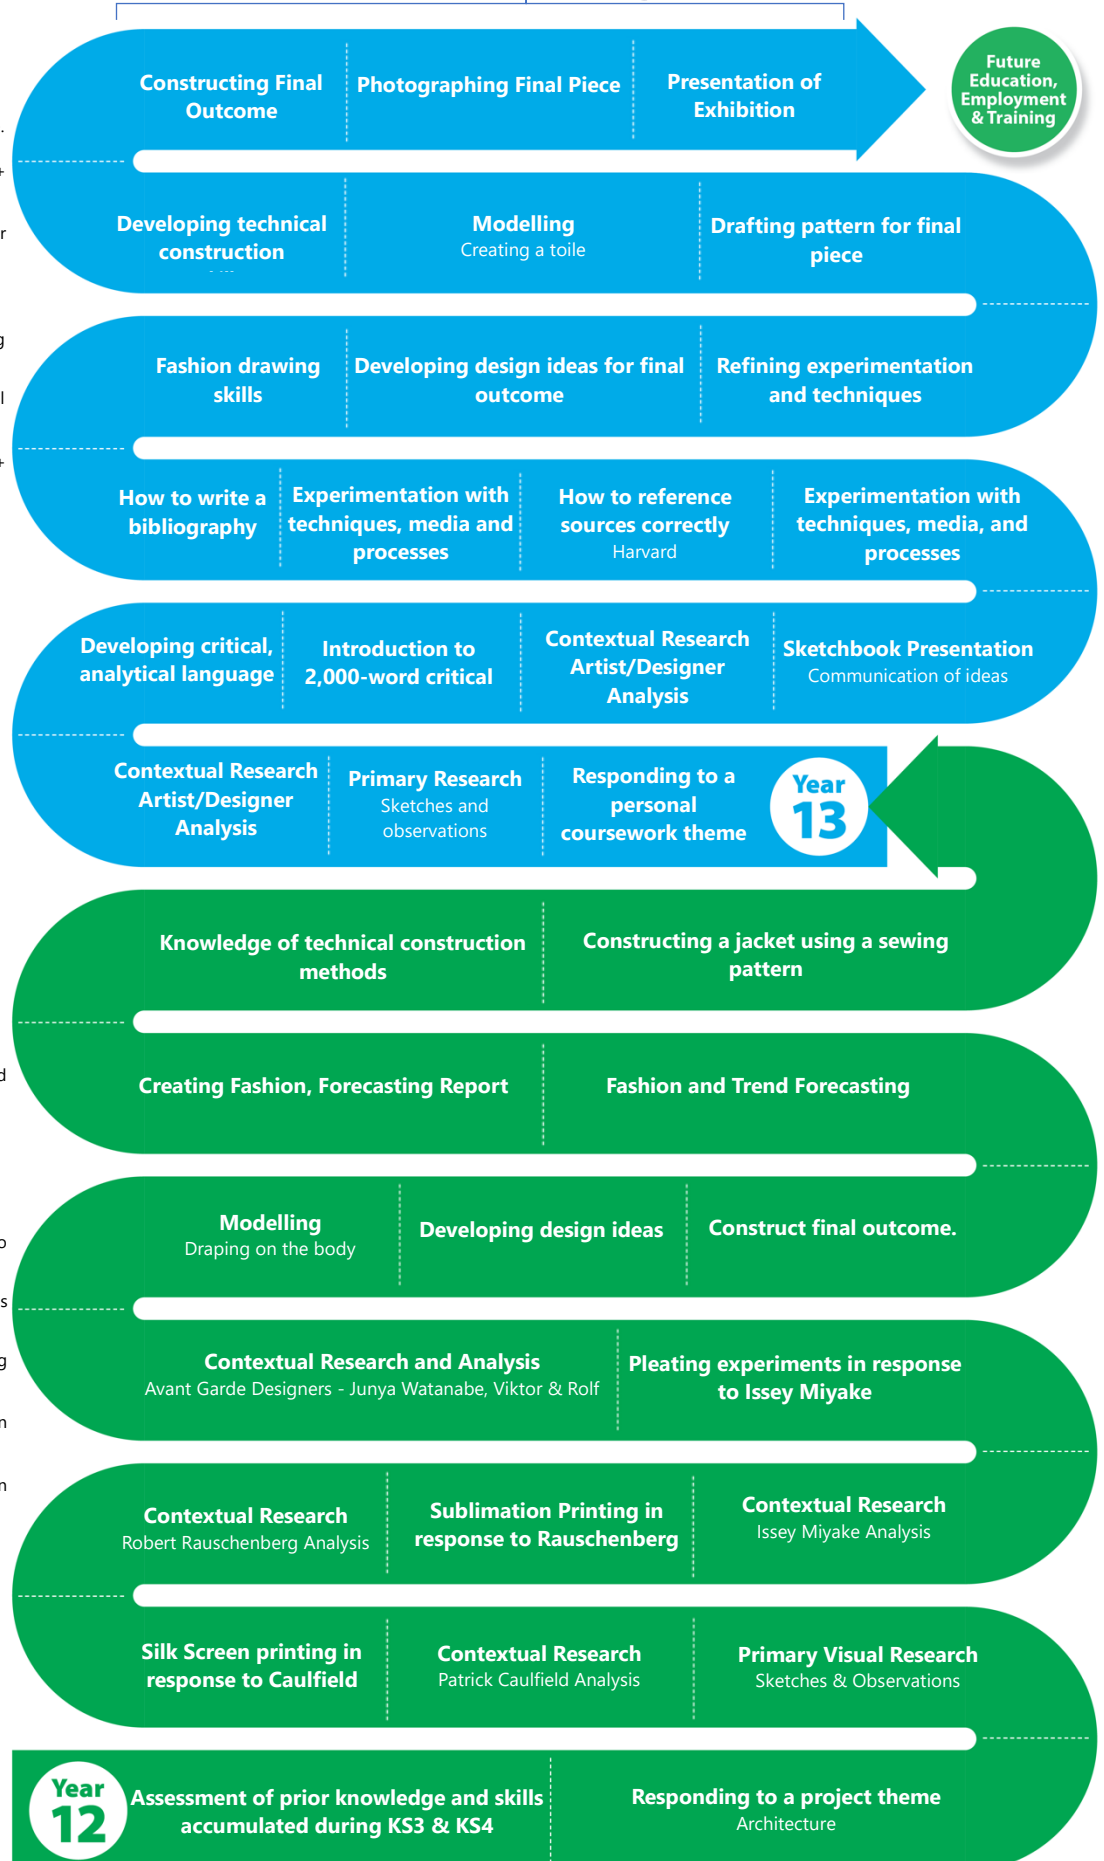 Constructing Final
Outcome
Photographing Final Piece
Presentation of
Exhibition
Future
Education,
Employment
& Training
Developing technical
construction
Modelling
Creating a toile
Drafting pattern for final
piece
Fashion drawing
skills
Developing design ideas for final
outcome
Refining experimentation
and techniques
How to write a
bibliography
Experimentation with
techniques, media and
processes
How to reference
sources correctly
Harvard
Experimentation with
techniques, media, and
processes
Developing critical,
analytical language
Introduction to
2,000-word critical
Contextual Research
Artist/Designer
Analysis
Sketchbook Presentation
Communication of ideas
Contextual Research
Artist/Designer
Analysis
Primary Research
Sketches and
observations
Responding to a
personal
coursework theme
Year
13
Knowledge of technical construction
methods
Constructing a jacket using a sewing
pattern
Creating Fashion, Forecasting Report
Fashion and Trend Forecasting
Modelling
Draping on the body
Developing design ideas
Construct final outcome.
Contextual Research and Analysis
Avant Garde Designers - Junya Watanabe, Viktor & Rolf
Pleating experiments in response
to Issey Miyake
Contextual Research
Robert Rauschenberg Analysis
Sublimation Printing in
response to Rauschenberg
Contextual Research
Issey Miyake Analysis
Silk Screen printing in
response to Caulfield
Contextual Research
Patrick Caulfield Analysis
Primary Visual Research
Sketches & Observations
Year
12
Assessment of prior knowledge and skills
accumulated during KS3 & KS4
Responding to a project theme
Architecture